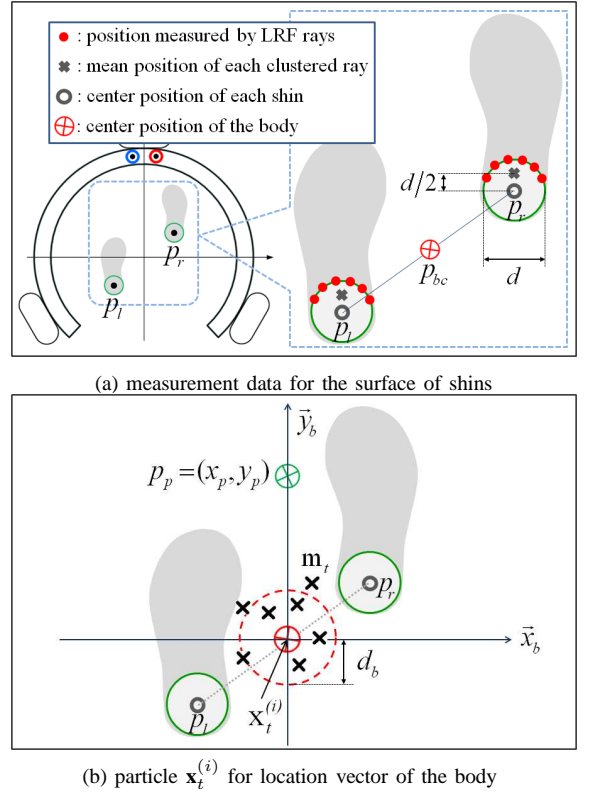 : position measured by LRF rays
: mean position of each clustered ray
: center position of each shin
: center position of the body
p_r
p_l
d/2
p_r
p_bc
d
p_l
(a) measurement data for the surface of shins
y⃗_b
p_p = (x_p, y_p)
m_t
p_r
x⃗_b
d_b
p_l
x_t^(i)
(b) particle x_t^(i) for location vector of the body